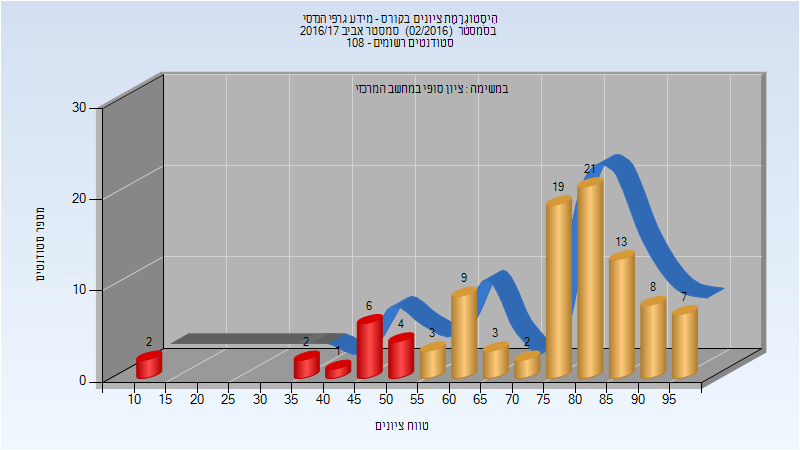 היסטוגרמת ציונים בקורס - מידע גרפי תנדסי
בסמסטר (02/2016) סמסטר אביב 2016/17
סטודנטים רשומים - 108
במשימה : ציון סופי במחשב המרכזי
מספר סטודנטים
30
20
10
0
2
2
1
6
4
3
9
3
2
19
21
13
8
7
10 15 20 25 30 35 40 45 50 55 60 65 70 75 80 85 90 95
טווח ציונים